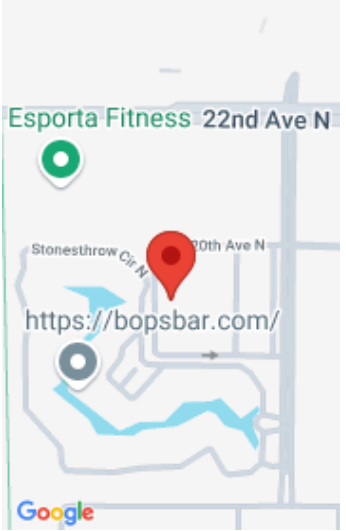 Esporta Fitness
22nd Ave N
Stonesthrow Cir N
20th Ave N
https://bopsbar.com/
Google